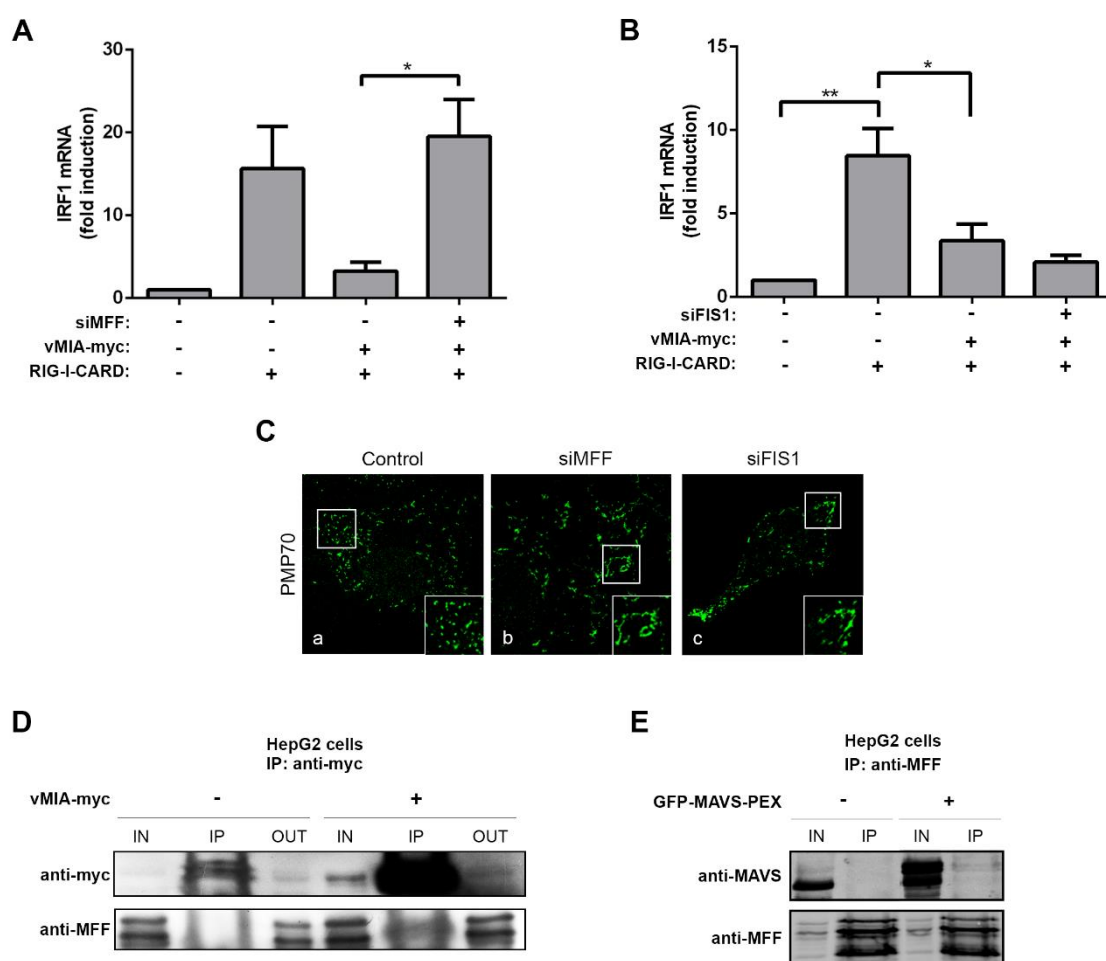 A
IRF1 mRNA
(fold induction)
30
20
10
0
*
siMFF: - - - +
vMIA-myc: - - + +
RIG-I-CARD: - + + +
B
IRF1 mRNA
(fold induction)
15
10
5
0
**
*
siFIS1: - - - +
vMIA-myc: - - + +
RIG-I-CARD: - + + +
C
Control siMFF siFIS1
PMP70
a b c
D
HepG2 cells
IP: anti-myc
vMIA-myc - +
IN IP OUT IN IP OUT
anti-myc
anti-MFF
E
HepG2 cells
IP: anti-MFF
GFP-MAVS-PEX - +
IN IP IN IP
anti-MAVS
anti-MFF